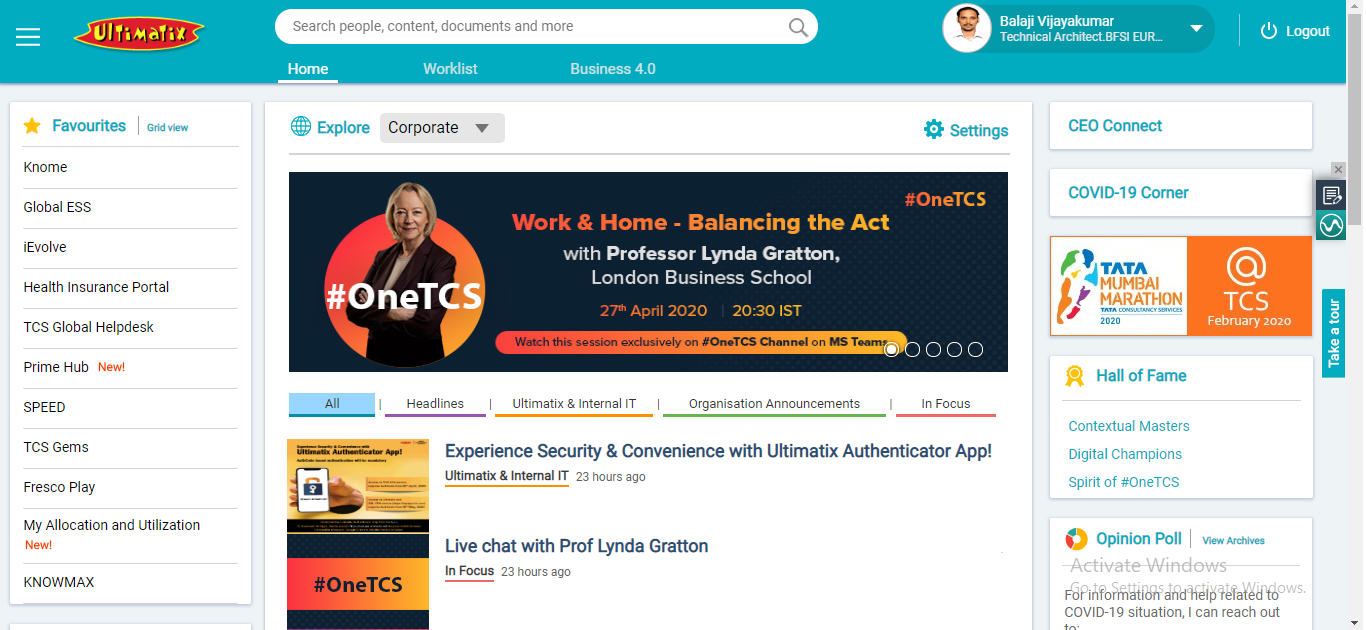 Ultimatix
Search people, content, documents and more
Balaji Vijayakumar
Technical Architect.BFSI EUR...
Logout
Home
Worklist
Business 4.0
Favourites
Grid view
Knome
Global ESS
iEvolve
Health Insurance Portal
TCS Global Helpdesk
Prime Hub New!
SPEED
TCS Gems
Fresco Play
My Allocation and Utilization
New!
KNOWMAX
Explore
Corporate
Settings
#OneTCS
#OneTCS
Work & Home - Balancing the Act
with Professor Lynda Gratton,
London Business School
27th April 2020 | 20:30 IST
Watch this session exclusively on #OneTCS Channel on MS Teams
All | Headlines | Ultimatix & Internal IT | Organisation Announcements | In Focus
Experience Security & Convenience with
Ultimatix Authenticator App!
Experience Security & Convenience with Ultimatix Authenticator App!
Ultimatix & Internal IT 23 hours ago
#OneTCS
Live chat with Prof Lynda Gratton
In Focus 23 hours ago
CEO Connect
COVID-19 Corner
TATA
MUMBAI
MARATHON
TATA CONSULTANCY SERVICES
2020
@
TCS
February 2020
Take a tour
Hall of Fame
Contextual Masters
Digital Champions
Spirit of #OneTCS
Opinion Poll
View Archives
Activate Windows
Go to Settings to activate Windows.
For information and help related to
COVID-19 situation, I can reach out
to: